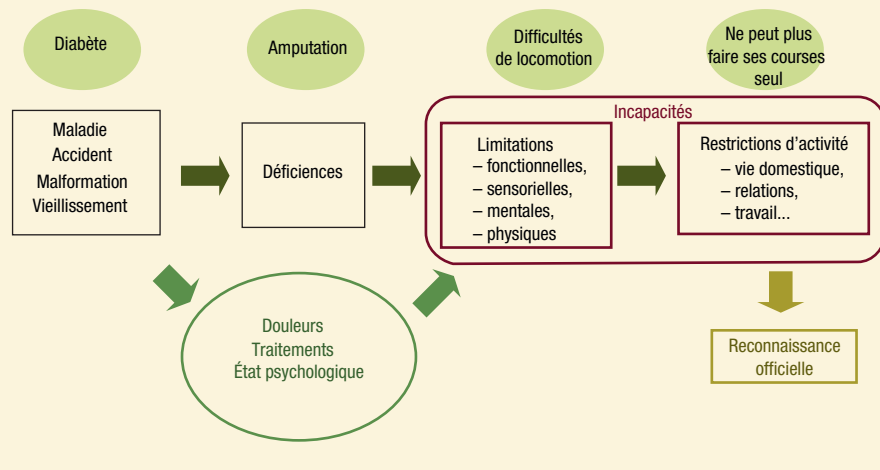 Diabète
Amputation
Difficultés
de locomotion
Ne peut plus
faire ses courses
seul
Maladie
Accident
Malformation
Vieillissement
Déficiences
Incapacités
Limitations
– fonctionnelles,
– sensorielles,
– mentales,
– physiques
Restrictions d'activité
– vie domestique,
– relations,
– travail...
Douleurs
Traitements
État psychologique
Reconnaissance
officielle